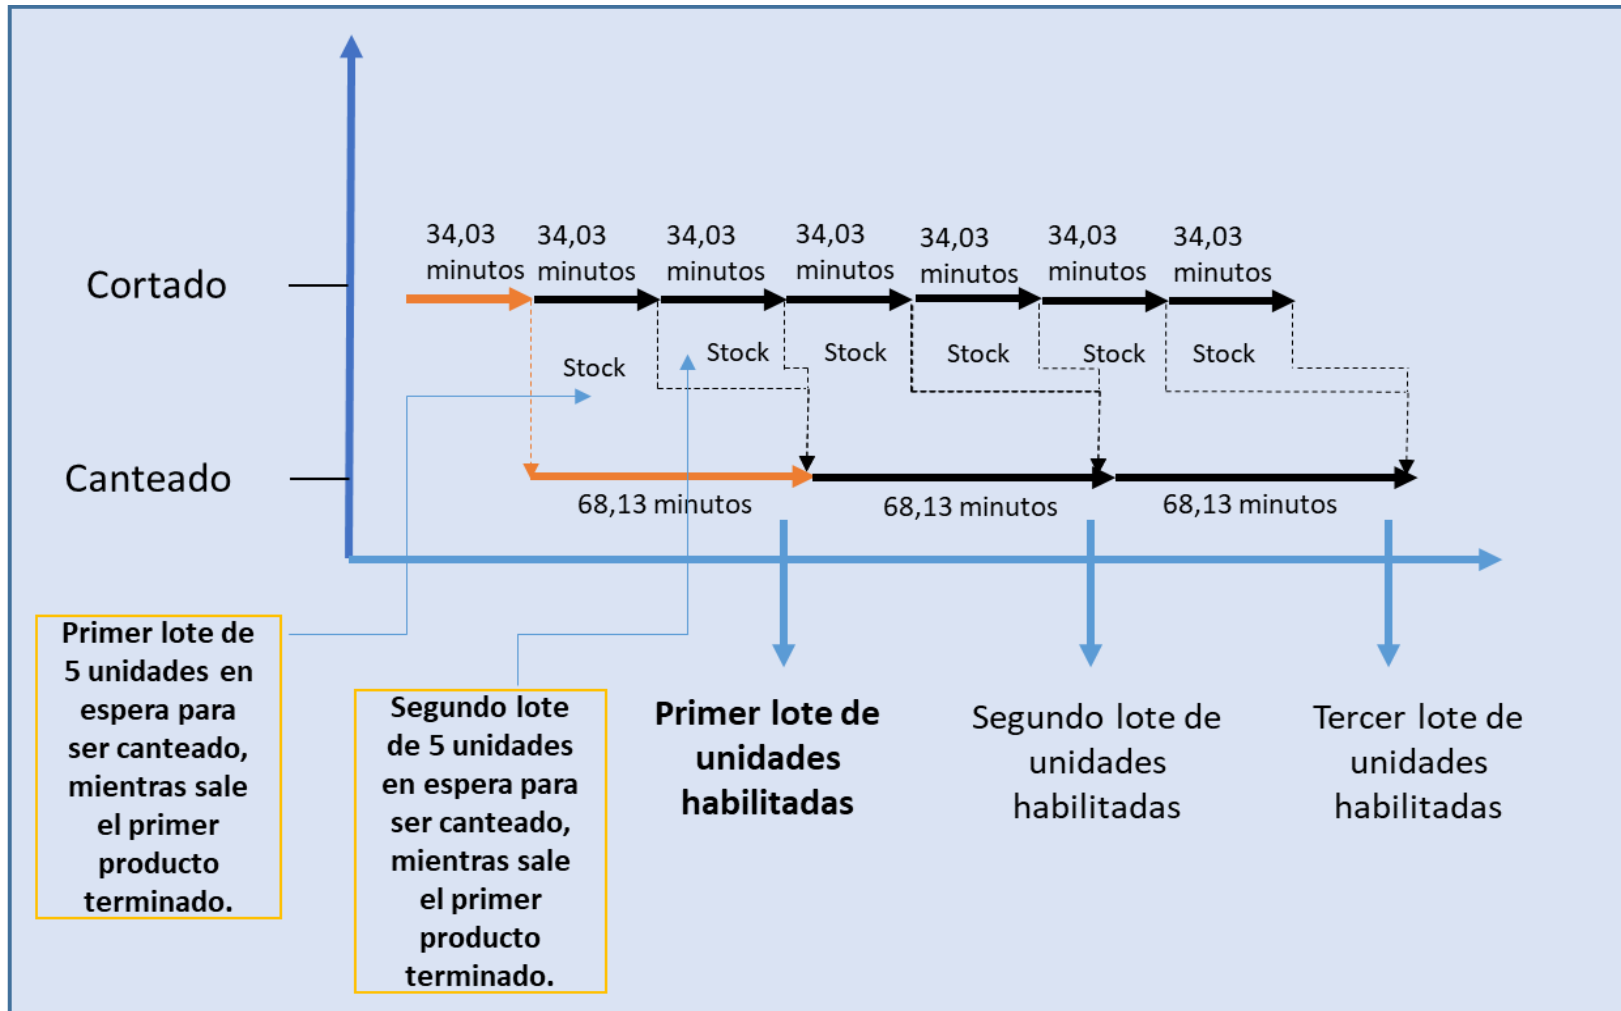 34,03
minutos
34,03
minutos
34,03
minutos
34,03
minutos
34,03
minutos
34,03
minutos
34,03
minutos
Cortado
Stock
Stock
Stock
Stock
Stock
Stock
Canteado
68,13 minutos
68,13 minutos
68,13 minutos
Primer lote de
5 unidades en
espera para
ser canteado,
mientras sale
el primer
producto
terminado.
Segundo lote
de 5 unidades
en espera para
ser canteado,
mientras sale
el primer
producto
terminado.
Primer lote de
unidades
habilitadas
Segundo lote de
unidades
habilitadas
Tercer lote de
unidades
habilitadas